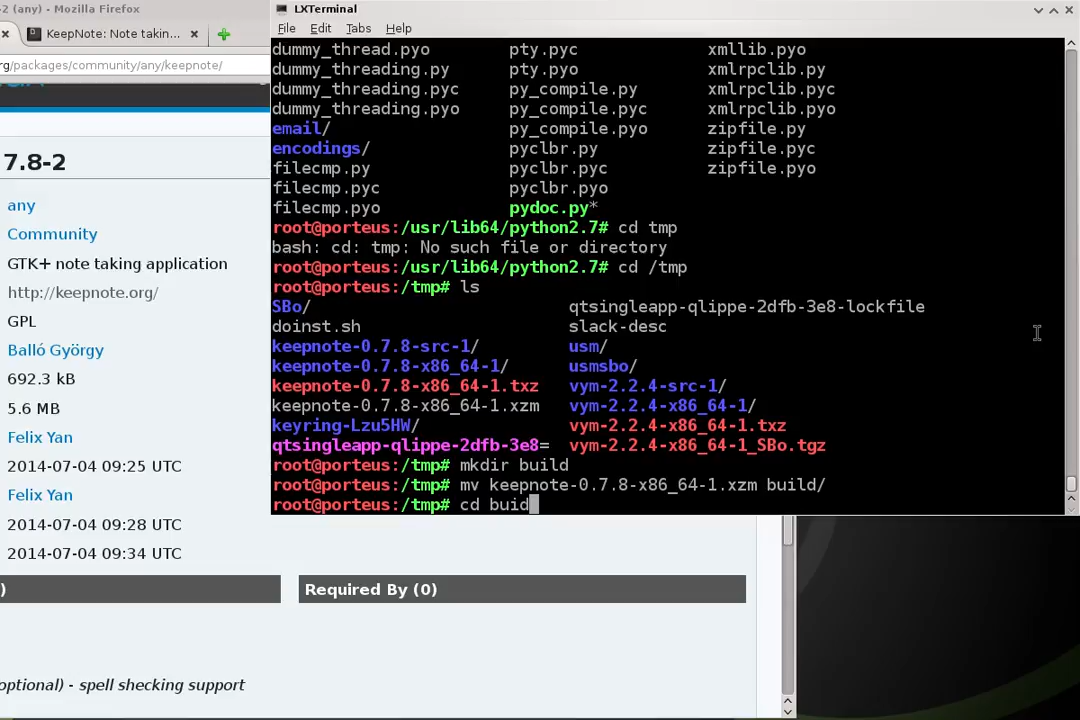 -2 (any) - Mozilla Firefox
KeepNote: Note takin...
rg/packages/community/any/keepnote/
7.8-2
any
Community
GTK+ note taking application
http://keepnote.org/
GPL
Balló György
692.3 kB
5.6 MB
Felix Yan
2014-07-04 09:25 UTC
Felix Yan
2014-07-04 09:28 UTC
2014-07-04 09:34 UTC
)
Required By (0)
optional) - spell checking support
LXTerminal
File Edit Tabs Help
dummy_thread.pyo pty.pyc xmllib.pyo
dummy_threading.py pty.pyo xmlrpclib.py
dummy_threading.pyc py_compile.py xmlrpclib.pyc
dummy_threading.pyo py_compile.pyc xmlrpclib.pyo
email/ py_compile.pyo zipfile.py
encodings/ pyclbr.py zipfile.pyc
filecmp.py pyclbr.pyc zipfile.pyo
filecmp.pyc pyclbr.pyo
filecmp.pyo pydoc.py*
root@porteus:/usr/lib64/python2.7# cd tmp
bash: cd: tmp: No such file or directory
root@porteus:/usr/lib64/python2.7# cd /tmp
root@porteus:/tmp# ls
SBo/ qtsingleapp-qlippe-2dfb-3e8-lockfile
doinst.sh slack-desc
keepnote-0.7.8-src-1/ usm/
keepnote-0.7.8-x86_64-1/ usmsbo/
keepnote-0.7.8-x86_64-1.txz vym-2.2.4-src-1/
keepnote-0.7.8-x86_64-1.xzm vym-2.2.4-x86_64-1/
keyring-Lzu5HW/ vym-2.2.4-x86_64-1.txz
qtsingleapp-qlippe-2dfb-3e8= vym-2.2.4-x86_64-1_SBo.tgz
root@porteus:/tmp# mkdir build
root@porteus:/tmp# mv keepnote-0.7.8-x86_64-1.xzm build/
root@porteus:/tmp# cd buid